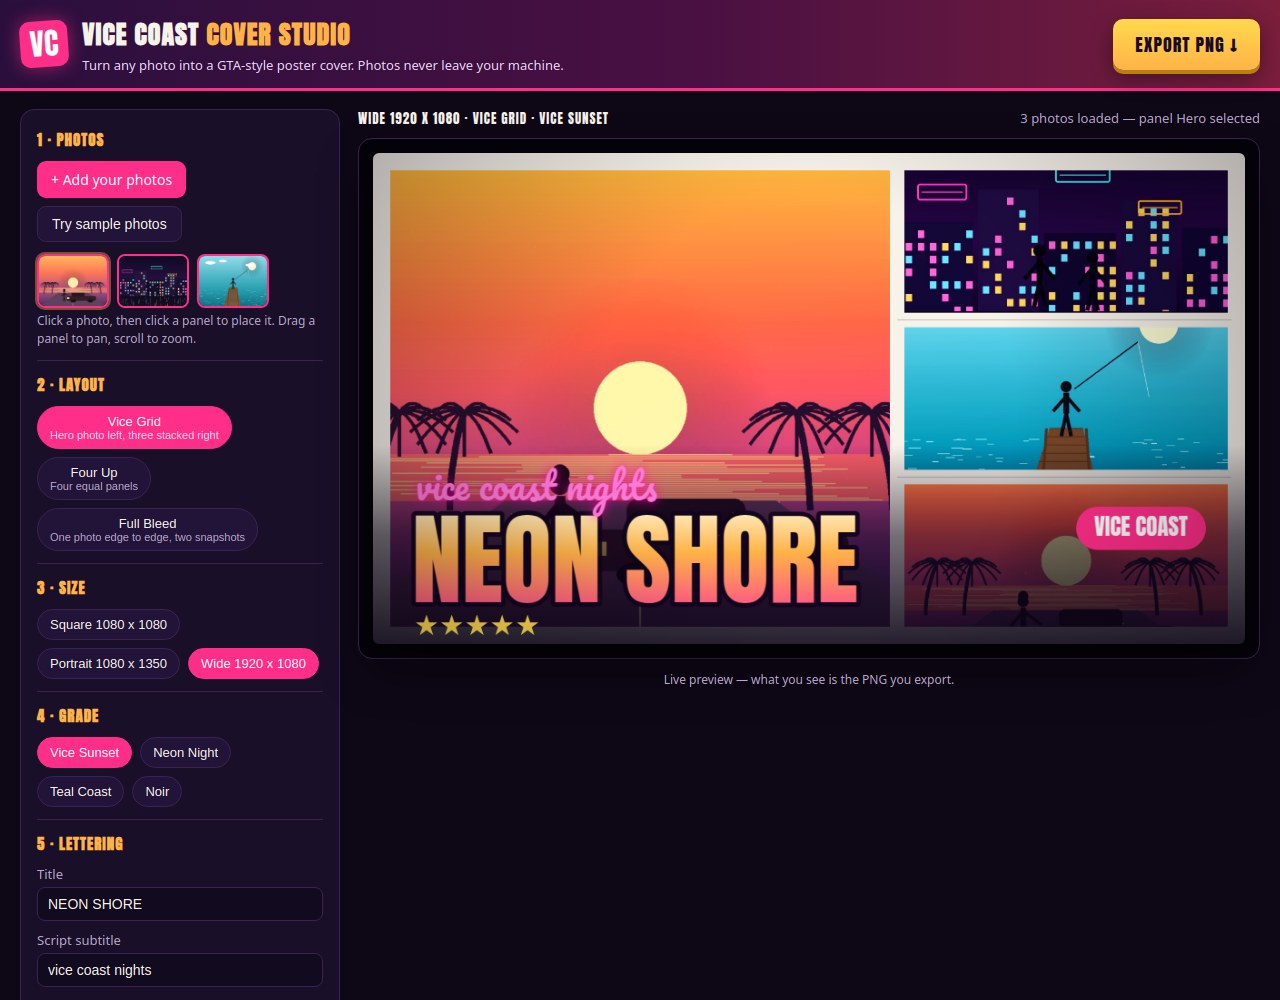 VC
VICE COAST COVER STUDIO
Turn any photo into a GTA-style poster cover. Photos never leave your machine.
EXPORT PNG ↓
1 · PHOTOS
+ Add your photos
Try sample photos
Click a photo, then click a panel to place it. Drag a
panel to pan, scroll to zoom.
2 · LAYOUT
Vice Grid
Hero photo left, three stacked right
Four Up
Four equal panels
Full Bleed
One photo edge to edge, two snapshots
3 · SIZE
Square 1080 x 1080
Portrait 1080 x 1350
Wide 1920 x 1080
4 · GRADE
Vice Sunset
Neon Night
Teal Coast
Noir
5 · LETTERING
Title
NEON SHORE
Script subtitle
vice coast nights
WIDE 1920 X 1080 · VICE GRID · VICE SUNSET
3 photos loaded — panel Hero selected
vice coast nights
NEON SHORE
★★★★★
VICE COAST
Live preview — what you see is the PNG you export.